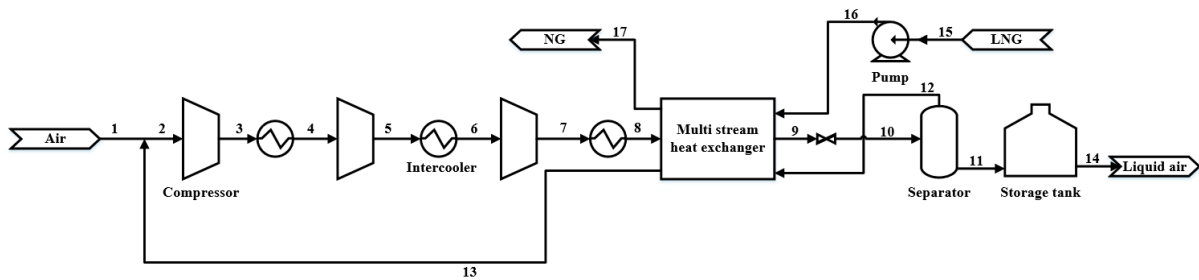 16
NG
17
15
LNG
Pump
12
Air
1
2
3
4
5
6
7
8
Multi stream
heat exchanger
9
10
11
14
Liquid air
Intercooler
Compressor
Separator
Storage tank
13